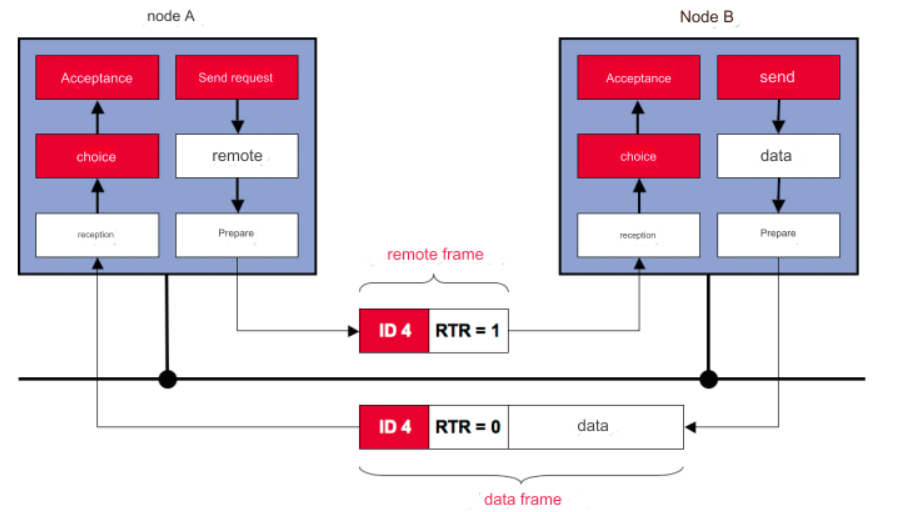 node A
Node B
Acceptance
Send request
choice
remote
reception
Prepare
Acceptance
send
choice
data
reception
Prepare
remote frame
ID 4
RTR = 1
ID 4
RTR = 0
data
data frame